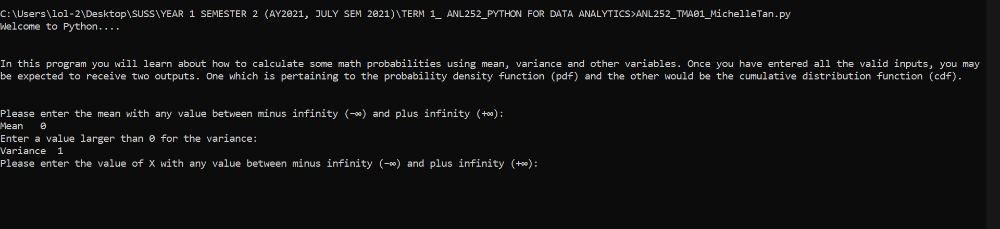 C:\Users\lol-2\Desktop\SUSS\YEAR 1 SEMESTER 2 (AY2021, JULY SEM 2021)\TERM 1_ ANL252_PYTHON FOR DATA ANALYTICS>ANL252_TMA01_MichelleTan.py
Welcome to Python....
In this program you will learn about how to calculate some math probabilities using mean, variance and other variables. Once you have entered all the valid inputs, you may
be expected to receive two outputs. One which is pertaining to the probability density function (pdf) and the other would be the cumulative distribution function (cdf).
Please enter the mean with any value between minus infinity (-∞) and plus infinity (+∞):
Mean   0
Enter a value larger than 0 for the variance:
Variance  1
Please enter the value of X with any value between minus infinity (-∞) and plus infinity (+∞):